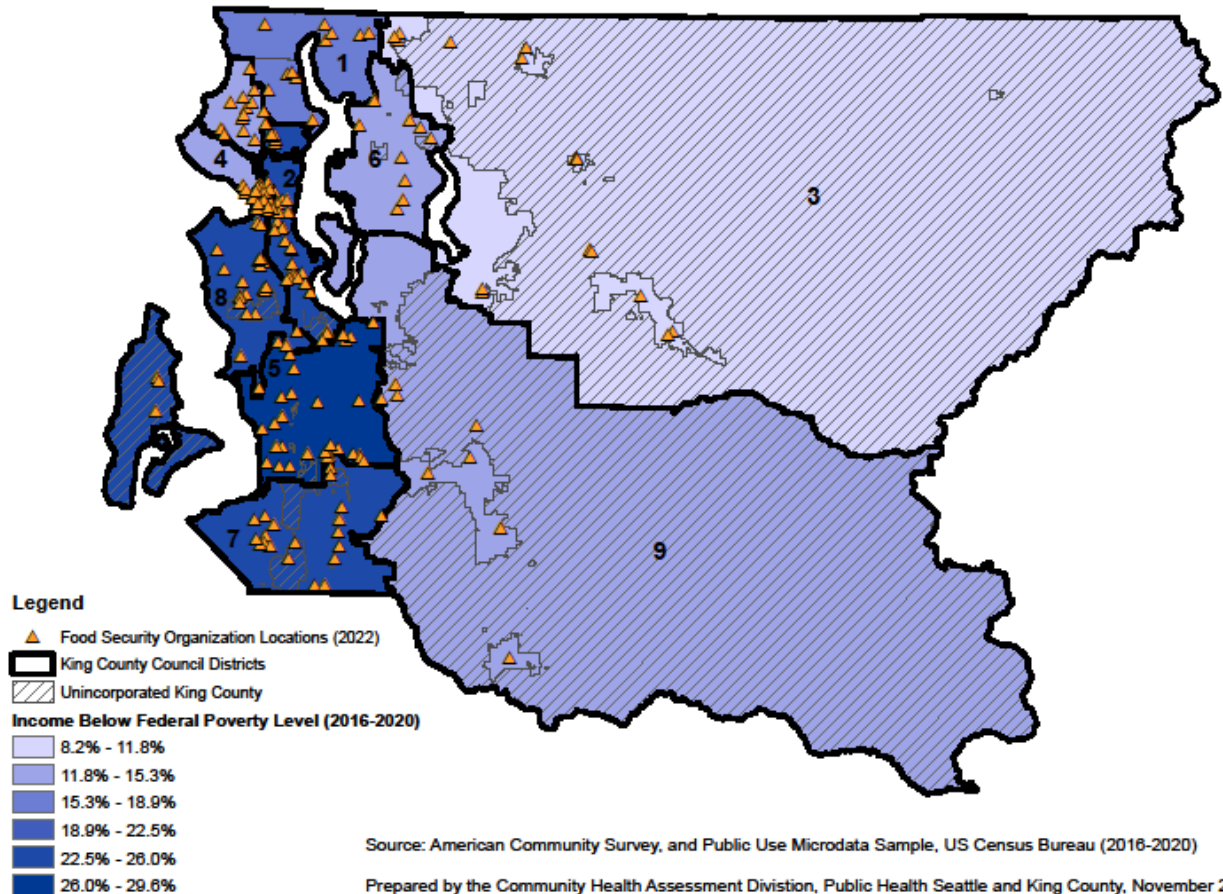 1
2
3
4
6
8
5
7
9
Legend
Food Security Organization Locations (2022)
King County Council Districts
Unincorporated King County
Income Below Federal Poverty Level (2016-2020)
8.2% - 11.8%
11.8% - 15.3%
15.3% - 18.9%
18.9% - 22.5%
22.5% - 26.0%
26.0% - 29.6%
Source: American Community Survey, and Public Use Microdata Sample, US Census Bureau (2016-2020)
Prepared by the Community Health Assessment Divistion, Public Health Seattle and King County, November 2